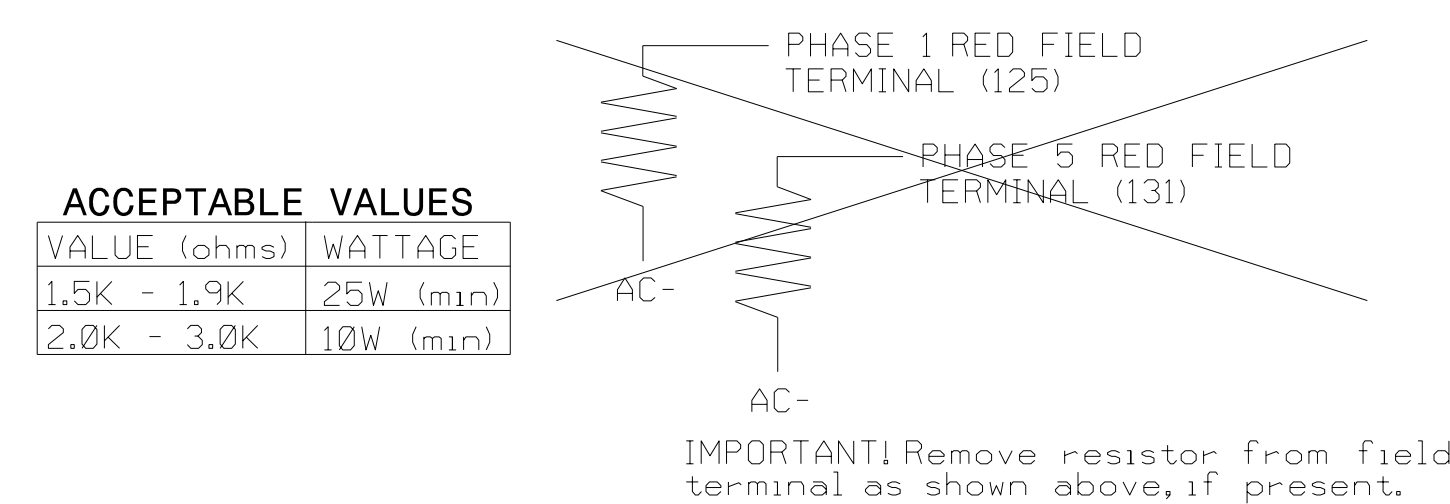 PHASE 1 RED FIELD
TERMINAL (125)
PHASE 5 RED FIELD
TERMINAL (131)
ACCEPTABLE VALUES
VALUE (ohms) WATTAGE
1.5K - 1.9K 25W (min)
2.0K - 3.0K 10W (min)
AC-
AC-
IMPORTANT! Remove resistor from field
terminal as shown above, if present.